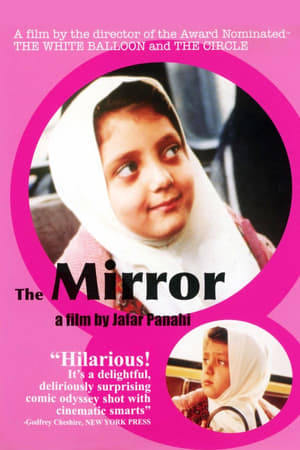 A film by the director of the Award Nominated-
THE WHITE BALLOON and THE CIRCLE
The Mirror
a film by Jafar Panahi
“Hilarious!
It's a delightful,
deliriously surprising
comic odyssey shot with
cinematic smarts”
-Godfrey Cheshire, NEW YORK PRESS